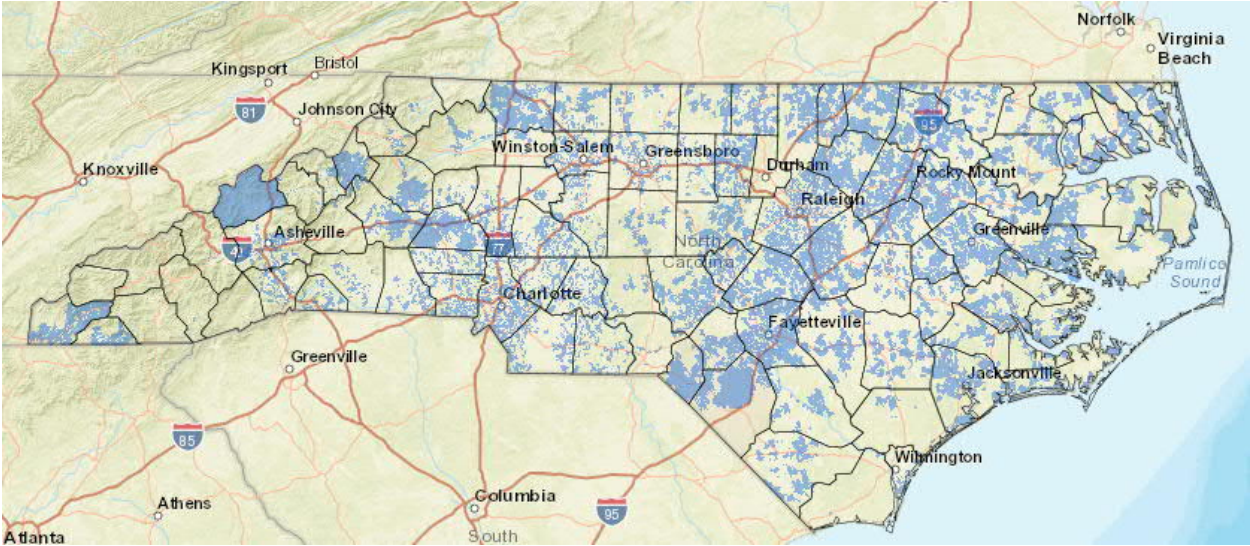 Norfolk
Virginia
Beach
Kingsport
Bristol
81
Johnson City
95
Winston-Salem
Greensboro
Durham
Knoxville
Rocky Mount
Raleigh
Asheville
Greenville
North
Carolina
77
Pamlico
Sound
Charlotte
Fayetteville
Greenville
Jacksonville
85
Wilmington
Athens
Columbia
95
South
Atlanta